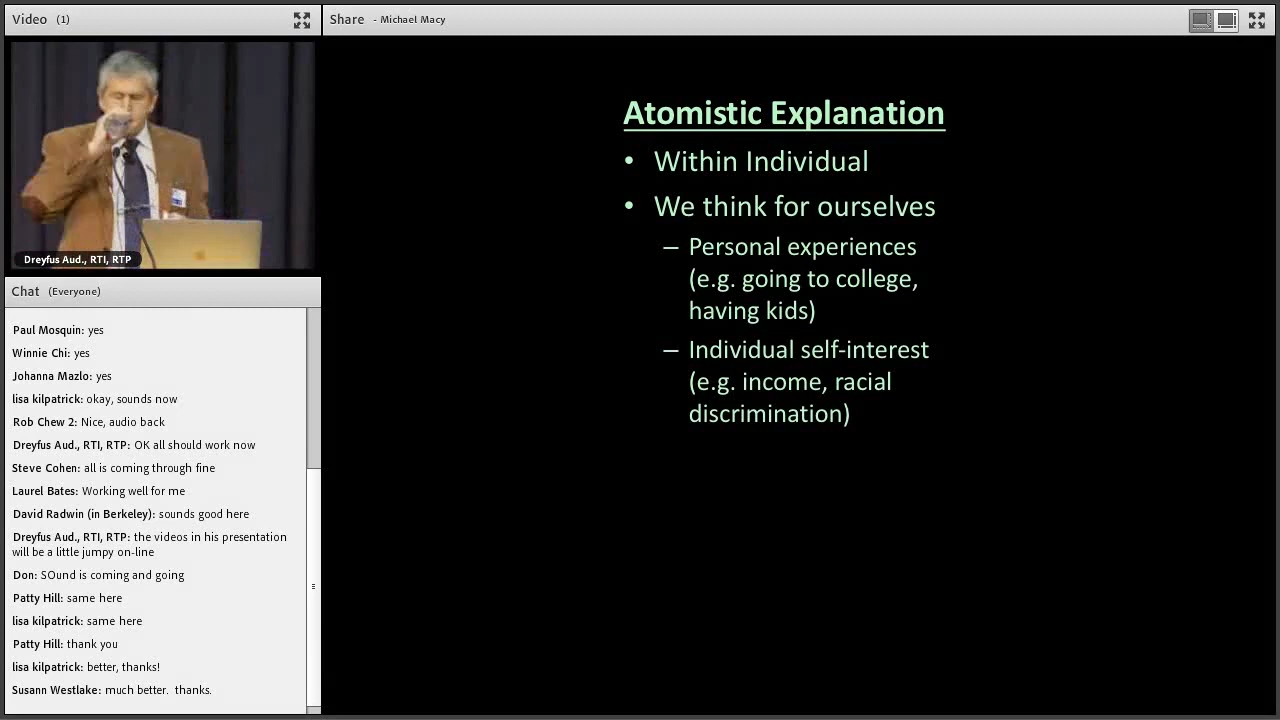 Video (1)
Share - Michael Macy
Dreyfus Aud., RTI, RTP
Chat (Everyone)
Paul Mosquin: yes
Winnie Chi: yes
Johanna Mazlo: yes
lisa kilpatrick: okay, sounds now
Rob Chew 2: Nice, audio back
Dreyfus Aud., RTI, RTP: OK all should work now
Steve Cohen: all is coming through fine
Laurel Bates: Working well for me
David Radwin (in Berkeley): sounds good here
Dreyfus Aud., RTI, RTP: the videos in his presentation
will be a little jumpy on-line
Don: SOund is coming and going
Patty Hill: same here
lisa kilpatrick: same here
Patty Hill: thank you
lisa kilpatrick: better, thanks!
Susann Westlake: much better. thanks.
Atomistic Explanation
• Within Individual
• We think for ourselves
– Personal experiences
(e.g. going to college,
having kids)
– Individual self-interest
(e.g. income, racial
discrimination)